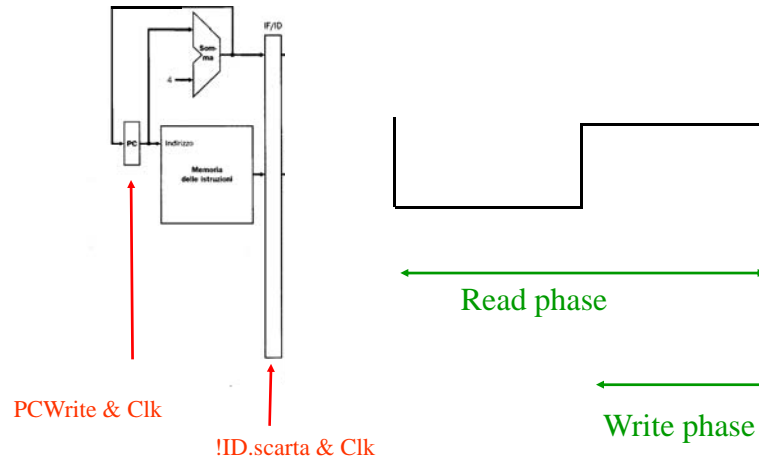 IF/ID
Som-
ma
4
PC
Indirizzo
Memoria
delle istruzioni
Read phase
PCWrite & Clk
!ID.scarta & Clk
Write phase